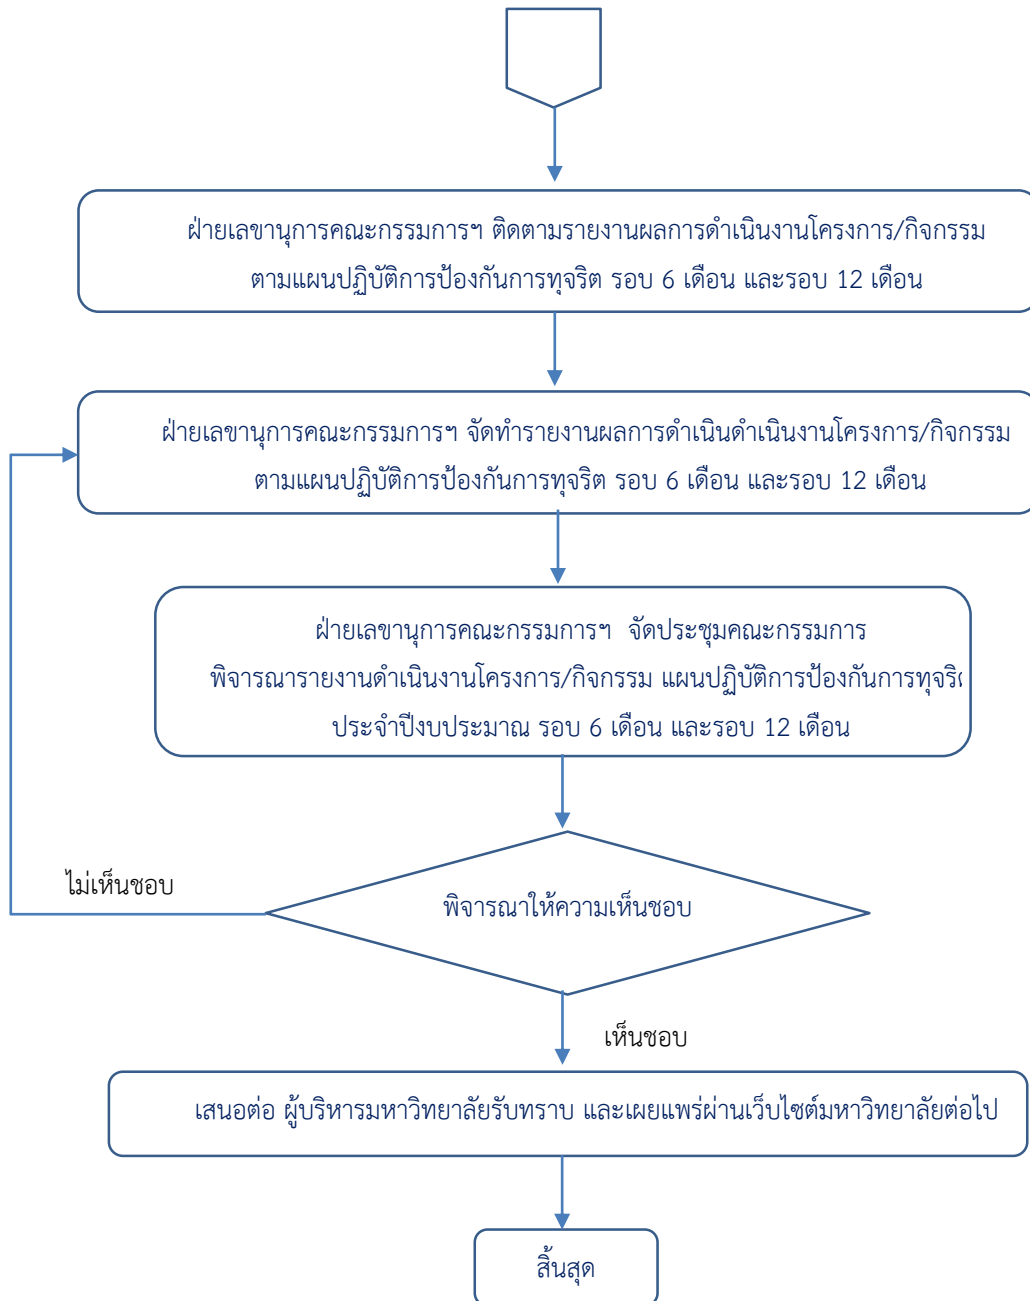 ฝ่ายเลขานุการคณะกรรมการฯ ติดตามรายงานผลการดำเนินงานโครงการ/กิจกรรม
ตามแผนปฏิบัติการป้องกันการทุจริต รอบ 6 เดือน และรอบ 12 เดือน
ฝ่ายเลขานุการคณะกรรมการฯ จัดทำรายงานผลการดำเนินดำเนินงานโครงการ/กิจกรรม
ตามแผนปฏิบัติการป้องกันการทุจริต รอบ 6 เดือน และรอบ 12 เดือน
ฝ่ายเลขานุการคณะกรรมการฯ จัดประชุมคณะกรรมการ
พิจารณารายงานดำเนินงานโครงการ/กิจกรรม แผนปฏิบัติการป้องกันการทุจริต
ประจำปีงบประมาณ รอบ 6 เดือน และรอบ 12 เดือน
ไม่เห็นชอบ
พิจารณาให้ความเห็นชอบ
เห็นชอบ
เสนอต่อ ผู้บริหารมหาวิทยาลัยรับทราบ และเผยแพร่ผ่านเว็บไซต์มหาวิทยาลัยต่อไป
สิ้นสุด